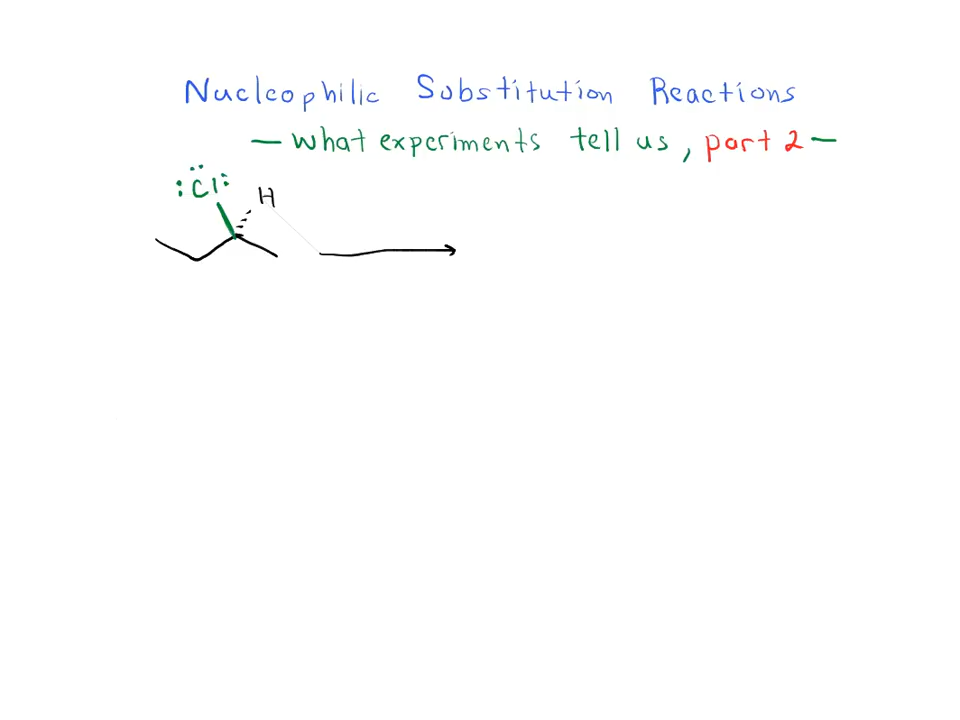 Nucleophilic Substitution Reactions
— what experiments tell us, part 2 —
:Cl: H